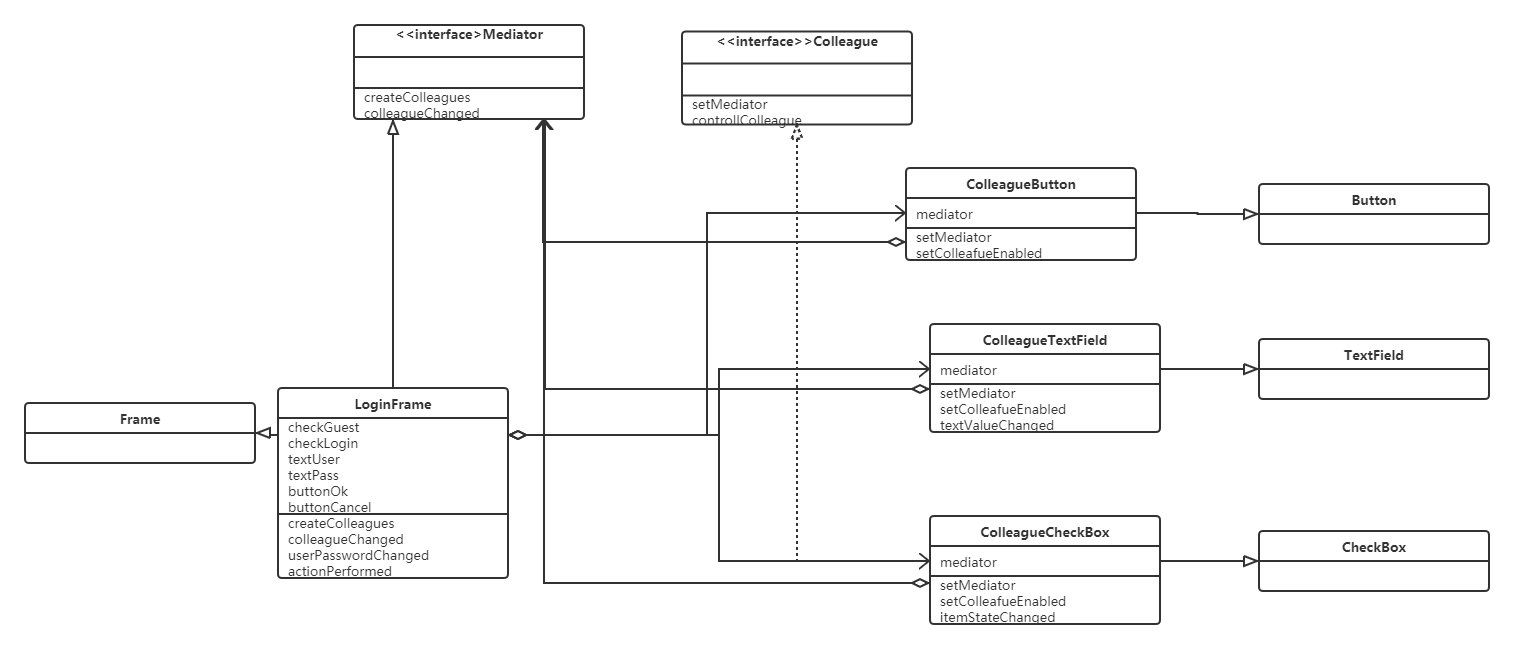 <<interface>Mediator
createColleagues
colleagueChanged
<<interface>>Colleague
setMediator
controllColleague
ColleagueButton
mediator
setMediator
setColleafueEnabled
Button
ColleagueTextField
mediator
setMediator
setColleafueEnabled
textValueChanged
TextField
Frame
LoginFrame
checkGuest
checkLogin
textUser
textPass
buttonOk
buttonCancel
createColleagues
colleagueChanged
userPasswordChanged
actionPerformed
ColleagueCheckBox
mediator
setMediator
setColleafueEnabled
itemStateChanged
CheckBox